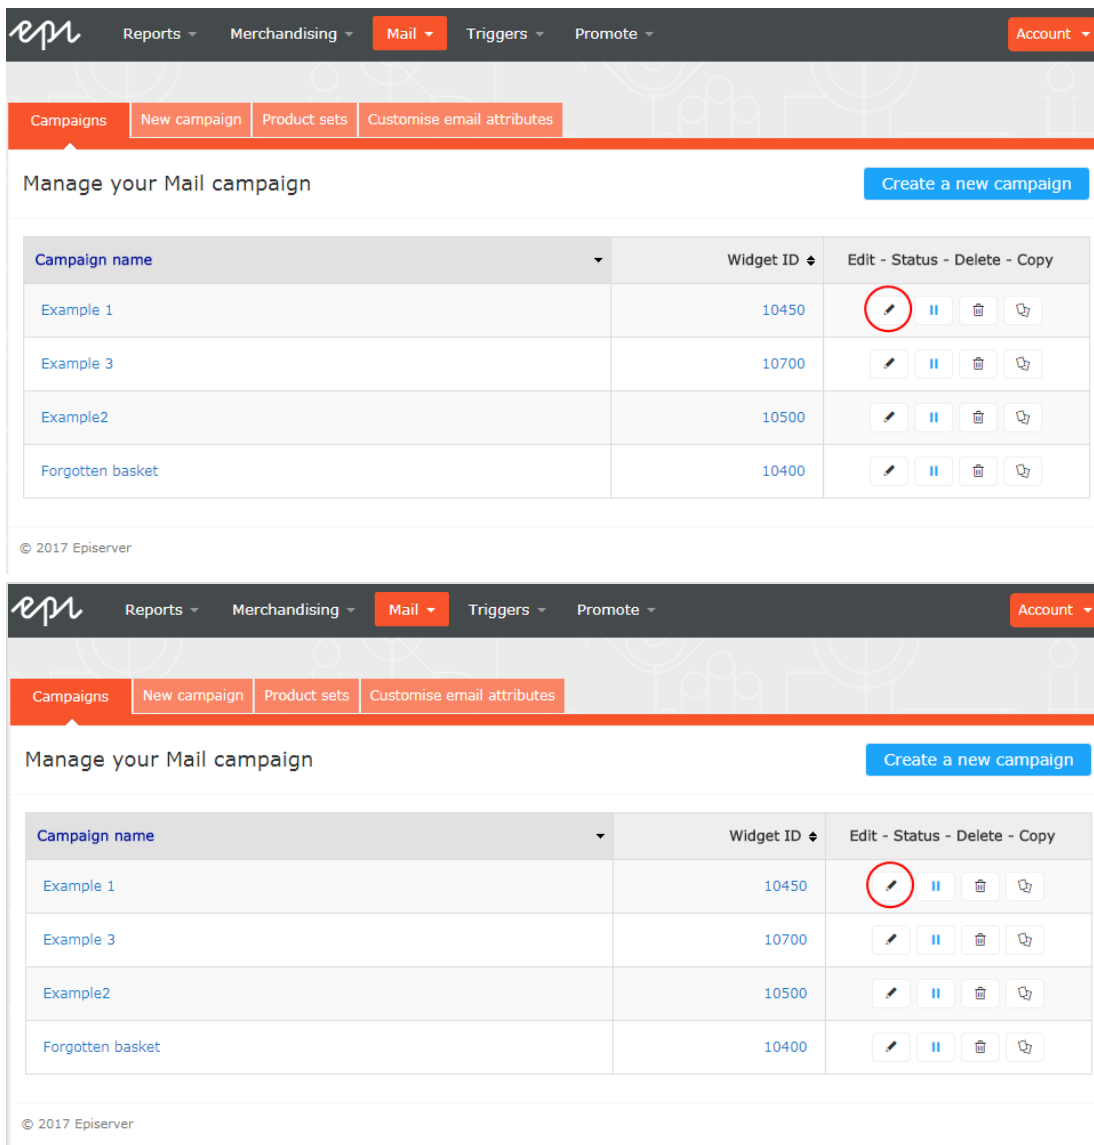 epi Reports Merchandising Mail Triggers Promote Account
Campaigns New campaign Product sets Customise email attributes
Manage your Mail campaign Create a new campaign
Campaign name Widget ID Edit - Status - Delete - Copy
Example 1 10450
Example 3 10700
Example2 10500
Forgotten basket 10400
© 2017 Episerver
epi Reports Merchandising Mail Triggers Promote Account
Campaigns New campaign Product sets Customise email attributes
Manage your Mail campaign Create a new campaign
Campaign name Widget ID Edit - Status - Delete - Copy
Example 1 10450
Example 3 10700
Example2 10500
Forgotten basket 10400
© 2017 Episerver